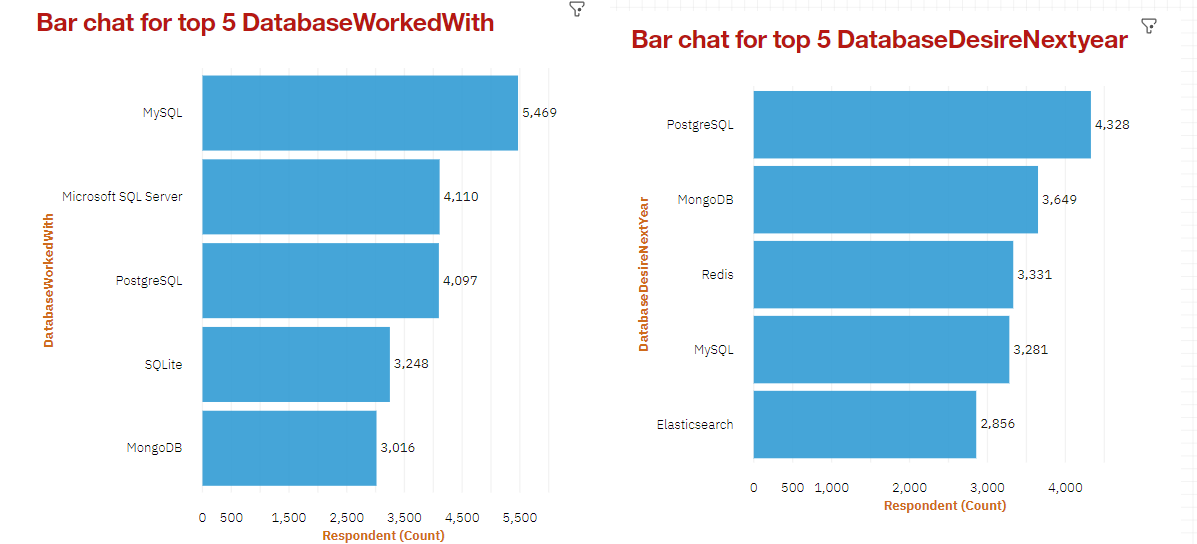 Bar chat for top 5 DatabaseWorkedWith
DatabaseWorkedWith
MySQL 5,469
Microsoft SQL Server 4,110
PostgreSQL 4,097
SQLite 3,248
MongoDB 3,016
0 500 1,500 2,500 3,500 4,500 5,500
Respondent (Count)
Bar chat for top 5 DatabaseDesireNextyear
DatabaseDesireNextYear
PostgreSQL 4,328
MongoDB 3,649
Redis 3,331
MySQL 3,281
Elasticsearch 2,856
0 500 1,000 2,000 3,000 4,000
Respondent (Count)